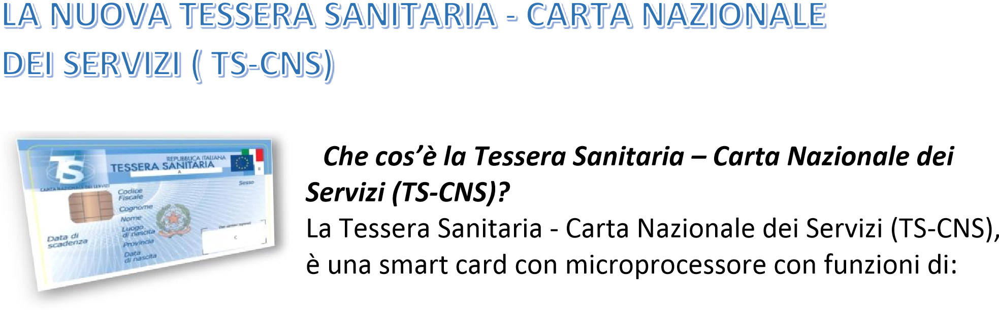 LA NUOVA TESSERA SANITARIA - CARTA NAZIONALE
DEI SERVIZI ( TS-CNS)
TS
REPUBBLICA ITALIANA
TESSERA SANITARIA
A
B
CARTA NAZIONALE DEI SERVIZI
Sesso
Codice
Fiscale
Cognome
Nome
Luogo
di nascita
Provincia
Data
di nascita
Data di
scadenza
C
Che cos’è la Tessera Sanitaria – Carta Nazionale dei
Servizi (TS-CNS)?
La Tessera Sanitaria - Carta Nazionale dei Servizi (TS-CNS),
è una smart card con microprocessore con funzioni di: